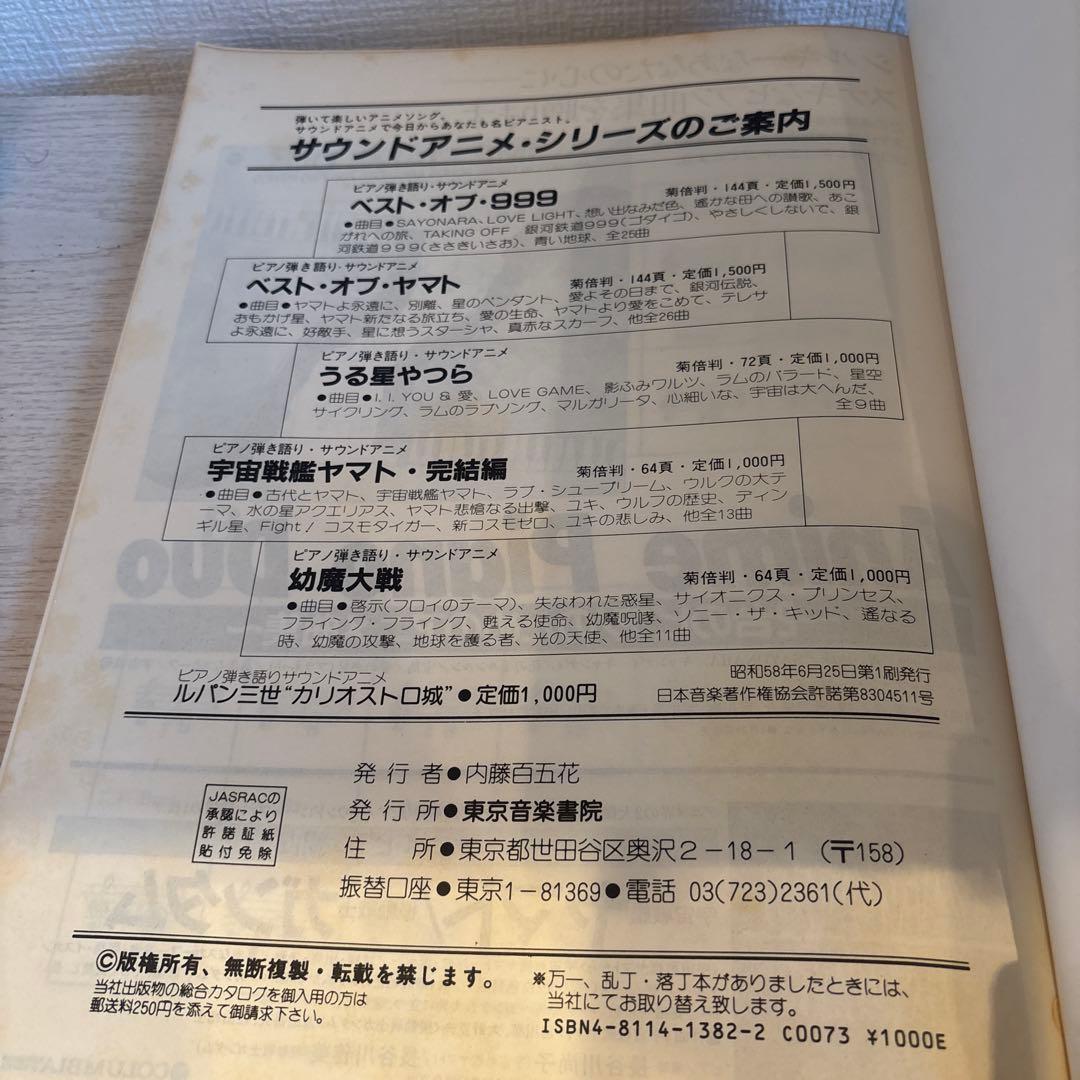 弾いて楽しいアニメソング。
サウンドアニメで今日からあなたも名ピアニスト。
サウンドアニメ・シリーズのご案内
ピアノ弾き語り・サウンドアニメ
ベスト・オブ・999
菊倍判・144頁・定価1,500円
●曲目●SAYONARA、LOVE LIGHT、想い出なみだ色、遙かな母への讃歌、あこ
がれへの旅、TAKING OFF 銀河鉄道999(ゴダイゴ)、やさしくしないで、銀
河鉄道999(ささきいさお)、青い地球、全25曲
ピアノ弾き語り・サウンドアニメ
ベスト・オブ・ヤマト
菊倍判・144頁・定価1,500円
●曲目●ヤマトよ永遠に、別離、星のペンダント、愛よその日まで、銀河伝説、
おもかげ星、ヤマト新たなる旅立ち、愛の生命、ヤマトより愛をこめて、テレサ
よ永遠に、好敵手、星に想うスターシャ、真赤なスカーフ、他全26曲
ピアノ弾き語り・サウンドアニメ
うる星やつら
菊倍判・72頁・定価1,000円
●曲目●I, I, YOU & 愛、LOVE GAME、影ふみワルツ、ラムのバラード、星空
サイクリング、ラムのラブソング、マルガリータ、心細いな、宇宙は大へんだ、
全9曲
ピアノ弾き語り・サウンドアニメ
宇宙戦艦ヤマト・完結編
菊倍判・64頁・定価1,000円
・曲目●古代とヤマト、宇宙戦艦ヤマト、ラブ・シュープリーム、ウルクの大テ
ーマ、水の星アクエリアス、ヤマト悲愴なる出撃、ユキ、ウルフの歴史、ディン
ギル星、Fight! コスモタイガー、新コスモゼロ、ユキの悲しみ、他全13曲
ピアノ弾き語り・サウンドアニメ
幼魔大戦
菊倍判・64頁・定価1,000円
●曲目●啓示(フロイのテーマ)、失なわれた惑星、サイオニクス・プリンセス、
フライング・フライング、甦える使命、幼魔呪哮、ソニー・ザ・キッド、遙なる
時、幼魔の攻撃、地球を護る者、光の天使、他全11曲
ピアノ弾き語りサウンドアニメ
ルパン三世“カリオストロ城”●定価1,000円
昭和58年6月25日第1刷発行
日本音楽著作権協会許諾第8304511号
JASRACの
承認により
許諾証紙
貼付免除
発行者●内藤百五花
発行所●東京音楽書院
住 所●東京都世田谷区奥沢2-18-1 (〒158)
振替口座●東京1-81369●電話 03(723)2361(代)
©版権所有、無断複製・転載を禁じます。
当社出版物の総合カタログを御入用の方は
郵送料250円を添えて御請求下さい。
※万一、乱丁・落丁本がありましたときには、
当社にてお取り替え致します。
ISBN4-8114-1382-2 C0073 ¥1000E